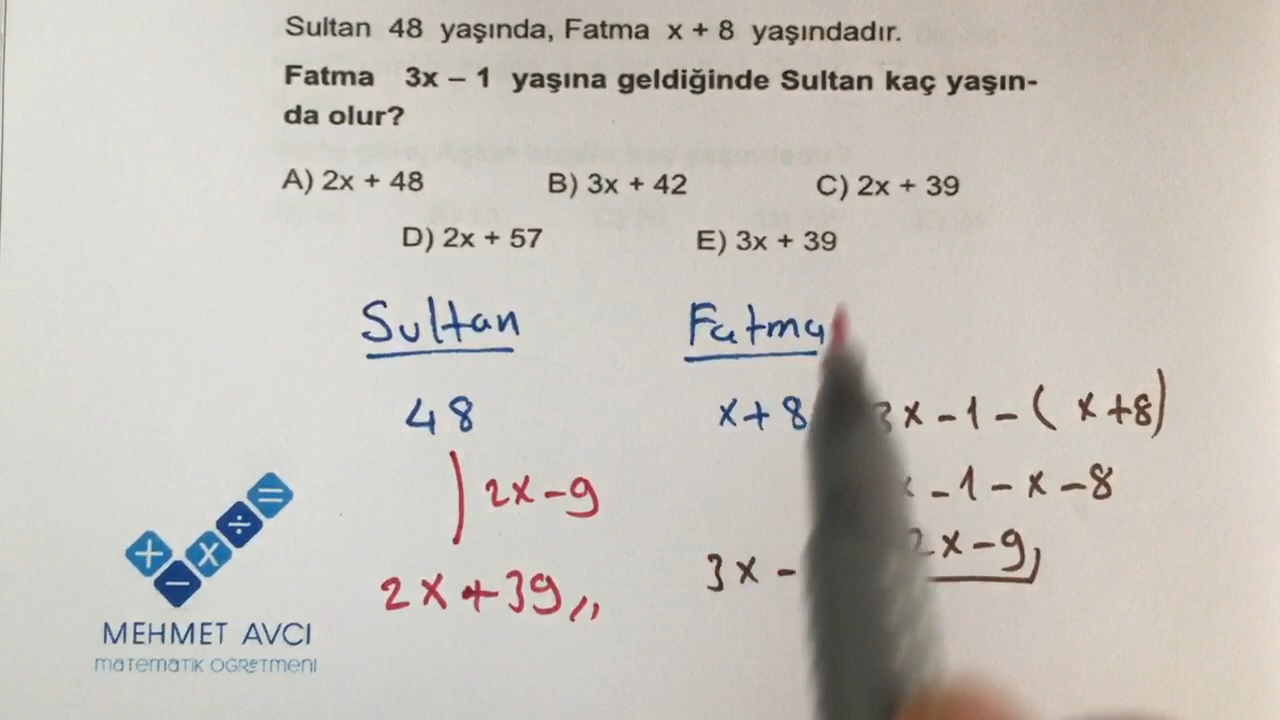 Sultan 48 yaşında, Fatma x + 8 yaşındadır.
Fatma 3x – 1 yaşına geldiğinde Sultan kaç yaşın-
da olur?
A) 2x + 48 B) 3x + 42 C) 2x + 39
D) 2x + 57 E) 3x + 39
Sultan Fatma
48 x + 8 3x – 1 – ( x + 8)
2x – 9 – 1 – x – 8
2x + 39,, 3x – 2x – 9,
MEHMET AVCI
matematik öğretmeni